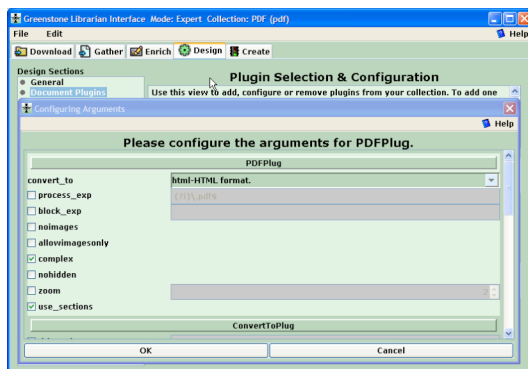 Greenstone Librarian Interface Mode: Expert Collection: PDF (pdf)
File Edit Help
Download Gather Enrich Design Create
Design Sections
General
Document Plugins
Plugin Selection & Configuration
Use this view to add, configure or remove plugins from your collection. To add one
Configuring Arguments
Help
Please configure the arguments for PDFPlug.
PDFPlug
convert_to html-HTML format.
process_exp (?i)\.pdf$
block_exp
noimages
allowimagesonly
complex
nohidden
zoom 2
use_sections
ConvertToPlug
OK Cancel